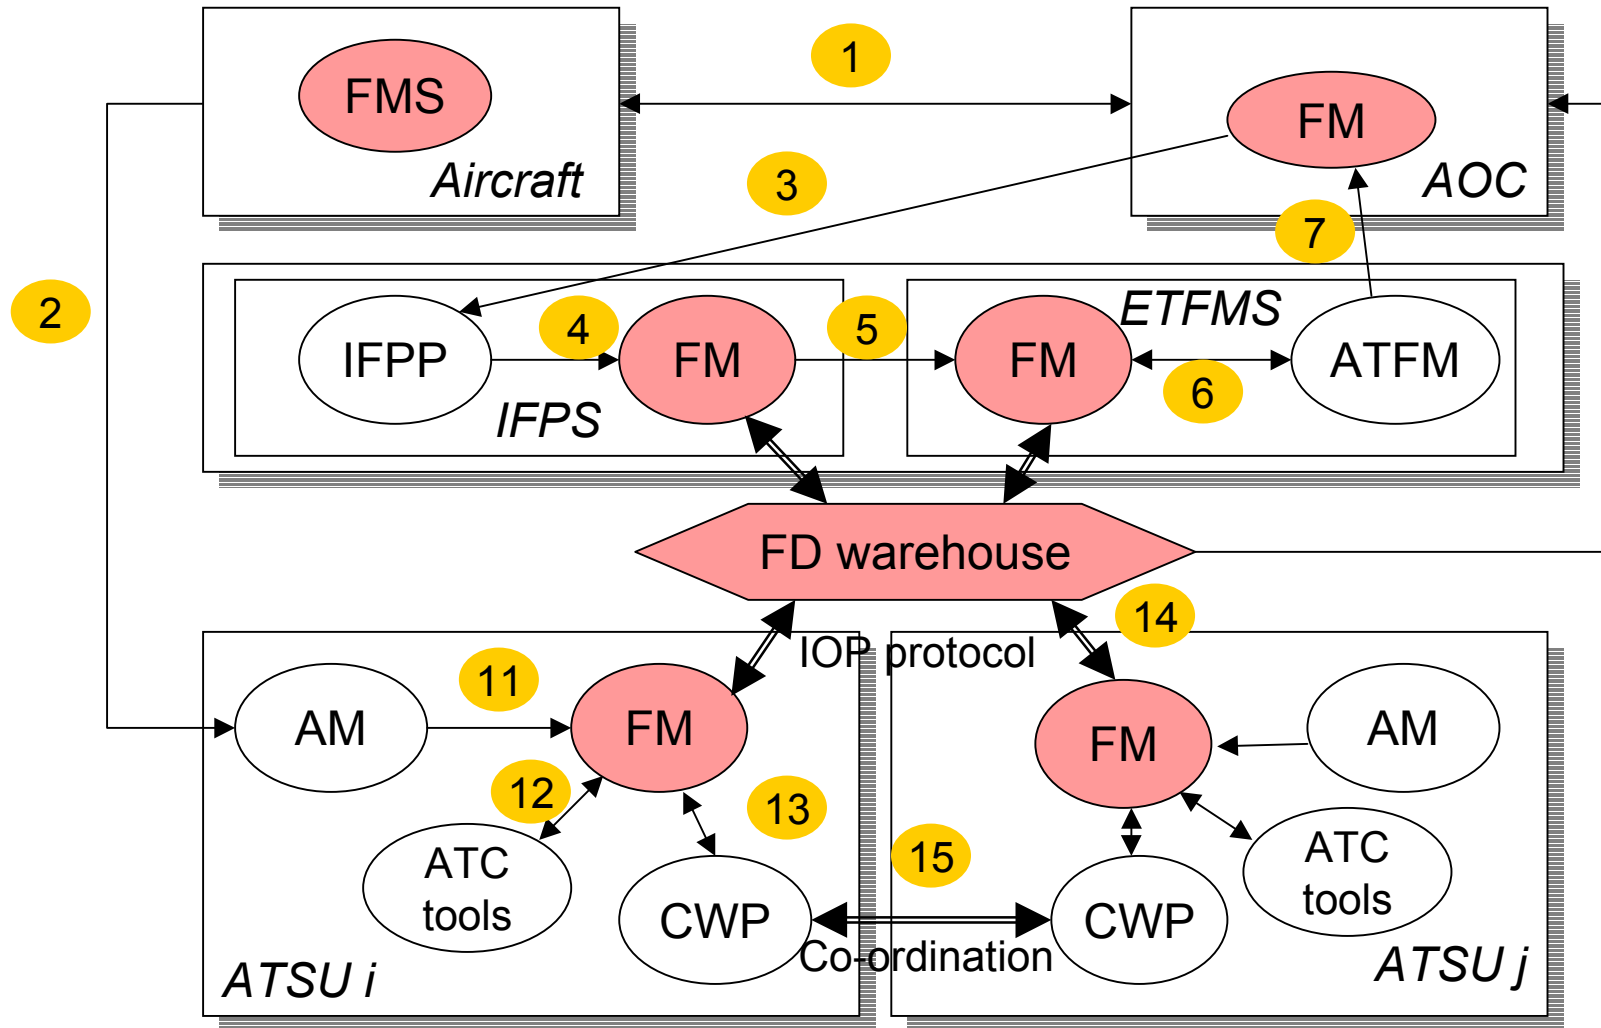 1
FMS
FM
Aircraft
3
AOC
7
2
4
5
ETFMS
IFPP
FM
FM
ATFM
6
IFPS
FD warehouse
14
IOP protocol
11
AM
FM
FM
AM
12
13
15
ATC
tools
ATC
tools
CWP
CWP
Co-ordination
ATSU i
ATSU j